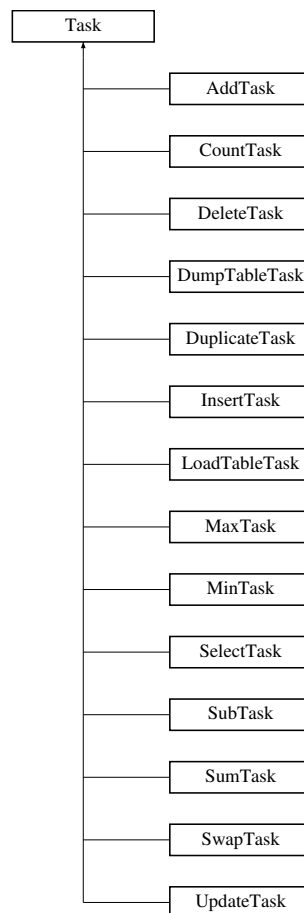 Task
AddTask
CountTask
DeleteTask
DumpTableTask
DuplicateTask
InsertTask
LoadTableTask
MaxTask
MinTask
SelectTask
SubTask
SumTask
SwapTask
UpdateTask